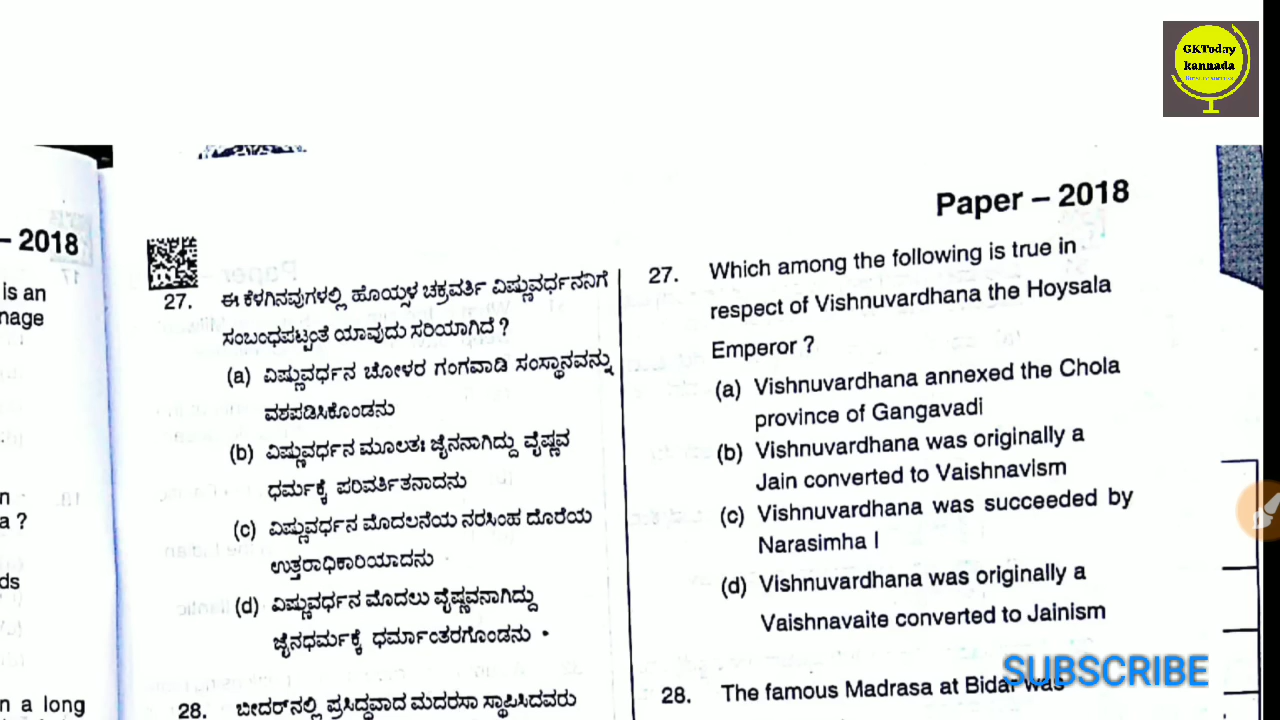 GKToday
kannada
Paper – 2018
– 2018
is an
nage
n
a ?
ds
n a long
27. ಈ ಕೆಳಗಿನವುಗಳಲ್ಲಿ ಹೊಯ್ಸಳ ಚಕ್ರವರ್ತಿ ವಿಷ್ಣುವರ್ಧನನಿಗೆ
ಸಂಬಂಧಪಟ್ಟಂತೆ ಯಾವುದು ಸರಿಯಾಗಿದೆ ?
(a) ವಿಷ್ಣುವರ್ಧನ ಚೋಳರ ಗಂಗವಾಡಿ ಸಂಸ್ಥಾನವನ್ನು
ವಶಪಡಿಸಿಕೊಂಡನು
(b) ವಿಷ್ಣುವರ್ಧನ ಮೂಲತಃ ಜೈನನಾಗಿದ್ದು ವೈಷ್ಣವ
ಧರ್ಮಕ್ಕೆ ಪರಿವರ್ತಿತನಾದನು
(c) ವಿಷ್ಣುವರ್ಧನ ಮೊದಲನೆಯ ನರಸಿಂಹ ದೊರೆಯ
ಉತ್ತರಾಧಿಕಾರಿಯಾದನು
(d) ವಿಷ್ಣುವರ್ಧನ ಮೊದಲು ವೈಷ್ಣವನಾಗಿದ್ದು
ಜೈನಧರ್ಮಕ್ಕೆ ಧರ್ಮಾಂತರಗೊಂಡನು
28. ಬೀದರ್‌ನಲ್ಲಿ ಪ್ರಸಿದ್ಧವಾದ ಮದರಸಾ ಸ್ಥಾಪಿಸಿದವರು
27. Which among the following is true in
respect of Vishnuvardhana the Hoysala
Emperor ?
(a) Vishnuvardhana annexed the Chola
province of Gangavadi
(b) Vishnuvardhana was originally a
Jain converted to Vaishnavism
(c) Vishnuvardhana was succeeded by
Narasimha I
(d) Vishnuvardhana was originally a
Vaishnavaite converted to Jainism
SUBSCRIBE
28. The famous Madrasa at Bidar was